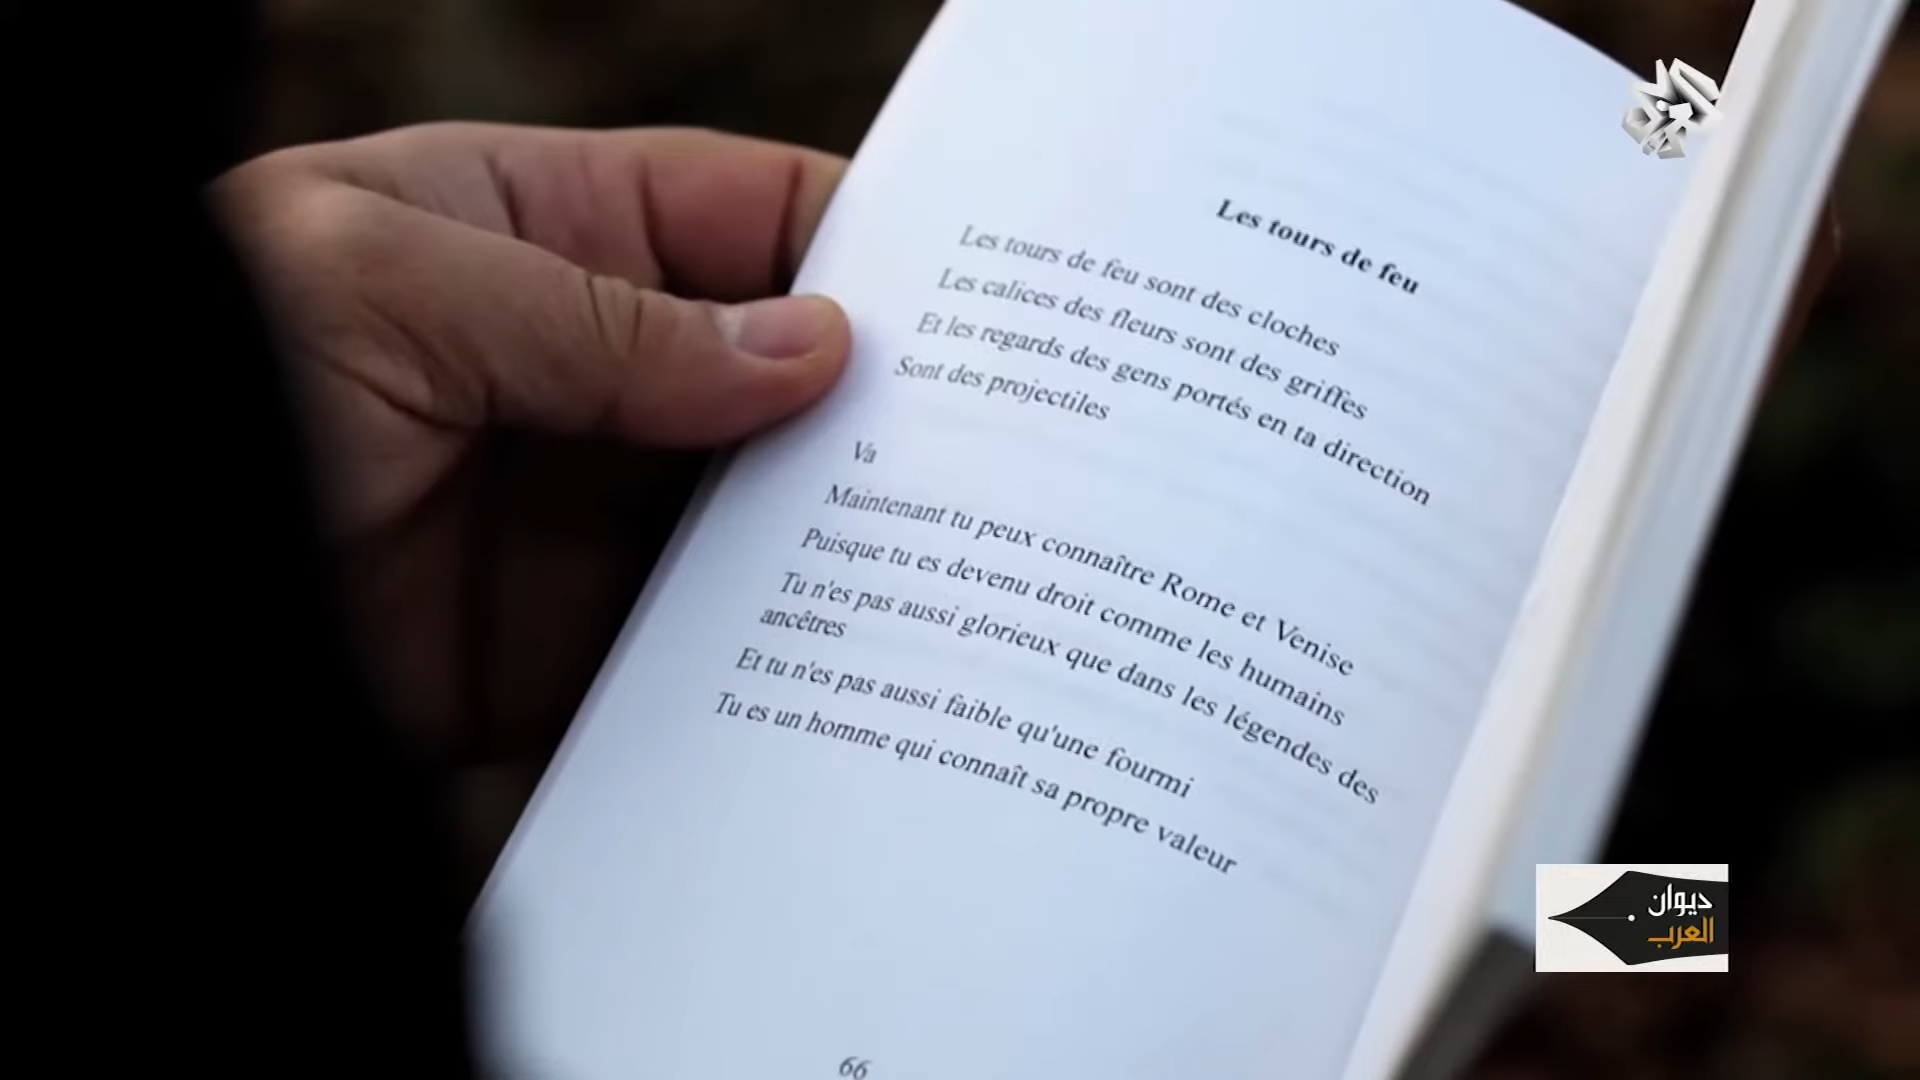 Les tours de feu
Les tours de feu sont des cloches
Les calices des fleurs sont des griffes
Et les regards des gens portés en ta direction
Sont des projectiles
Va
Maintenant tu peux connaître Rome et Venise
Puisque tu es devenu droit comme les humains
Tu n'es pas aussi glorieux que dans les légendes des
ancêtres
Et tu n'es pas aussi faible qu'une fourmi
Tu es un homme qui connaît sa propre valeur
66
ديوان
العرب